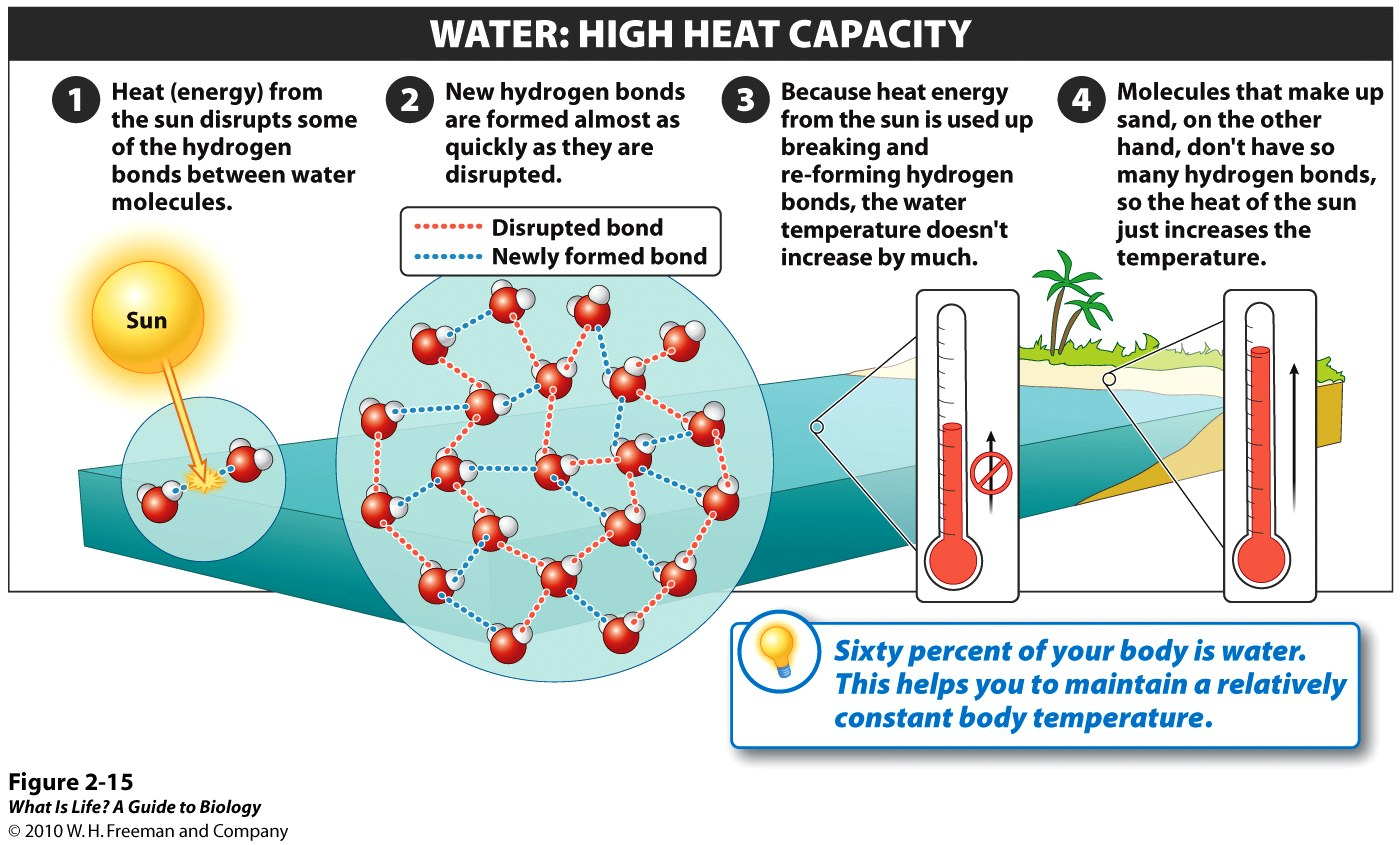 WATER: HIGH HEAT CAPACITY
1
Heat (energy) from
the sun disrupts some
of the hydrogen
bonds between water
molecules.
2
New hydrogen bonds
are formed almost as
quickly as they are
disrupted.
3
Because heat energy
from the sun is used up
breaking and
re-forming hydrogen
bonds, the water
temperature doesn't
increase by much.
4
Molecules that make up
sand, on the other
hand, don't have so
many hydrogen bonds,
so the heat of the sun
just increases the
temperature.
Disrupted bond
Newly formed bond
Sun
Sixty percent of your body is water.
This helps you to maintain a relatively
constant body temperature.
Figure 2-15
What Is Life? A Guide to Biology
© 2010 W. H. Freeman and Company